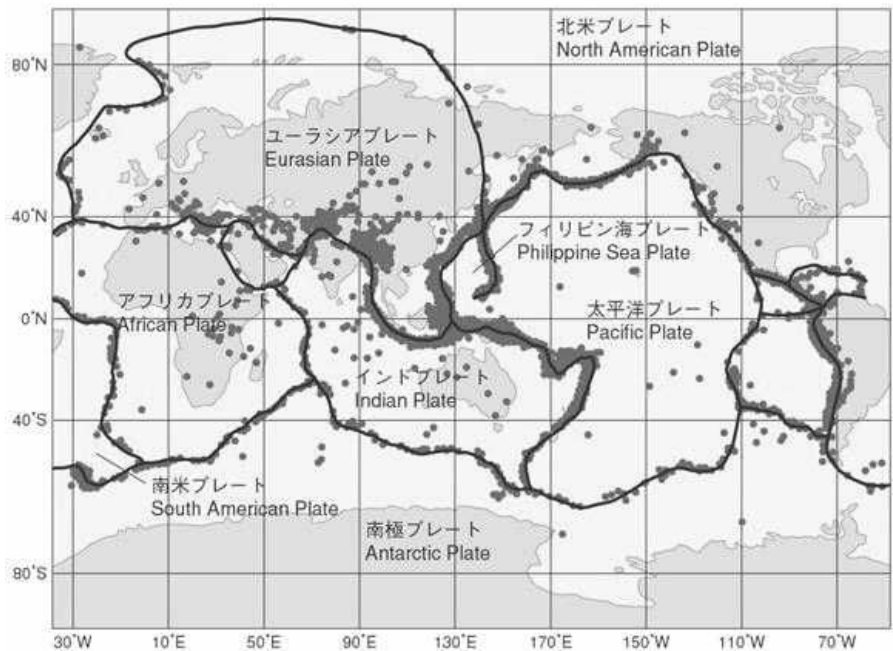 北米プレート
North American Plate
80°N
ユーラシアプレート
Eurasian Plate
40°N
フィリピン海プレート
Philippine Sea Plate
アフリカプレート
African Plate
太平洋プレート
Pacific Plate
0°N
インドプレート
Indian Plate
40°S
南米プレート
South American Plate
南極プレート
Antarctic Plate
80°S
30°W 10°E 50°E 90°E 130°E 170°E 150°W 110°W 70°W